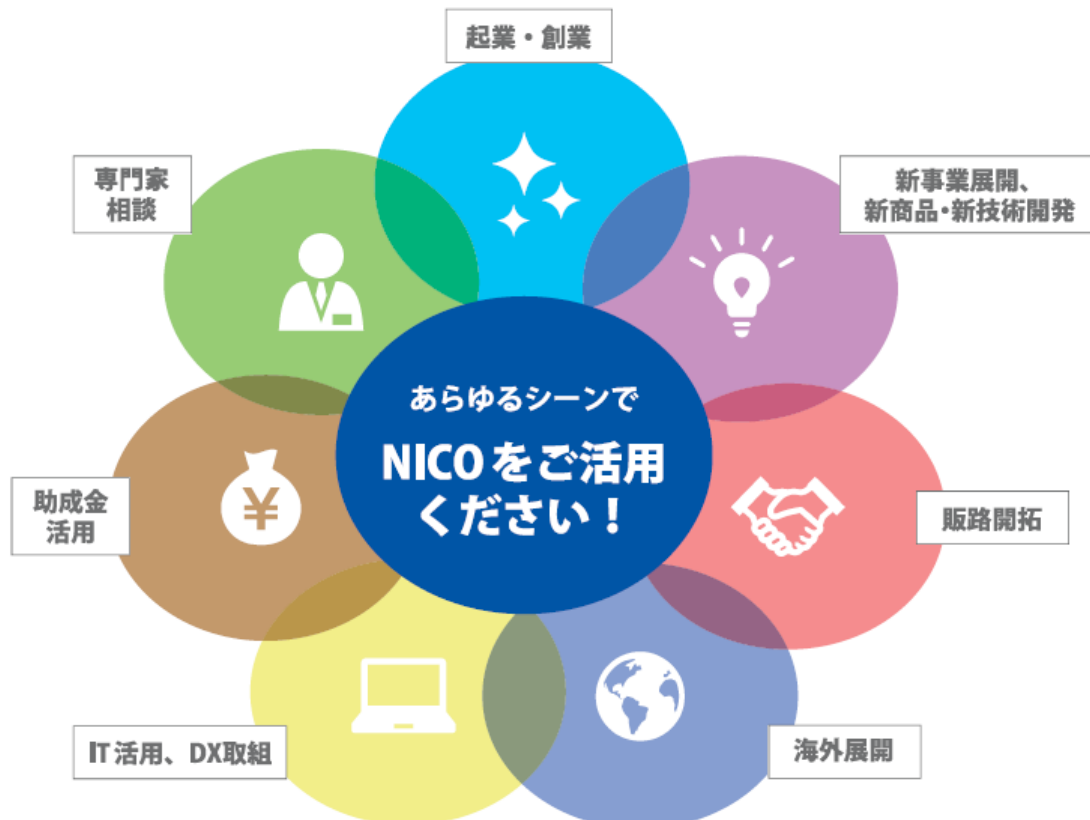 起業・創業
専門家
相談
新事業展開、
新商品・新技術開発
あらゆるシーンで
NICOをご活用
ください！
助成金
活用
¥
販路開拓
IT活用、DX取組
海外展開